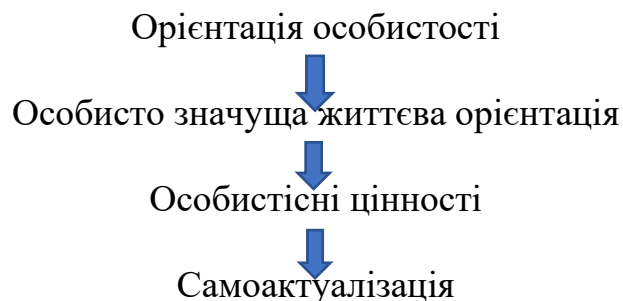 Орієнтація особистості
Особисто значуща життєва орієнтація
Особистісні цінності
Самоактуалізація